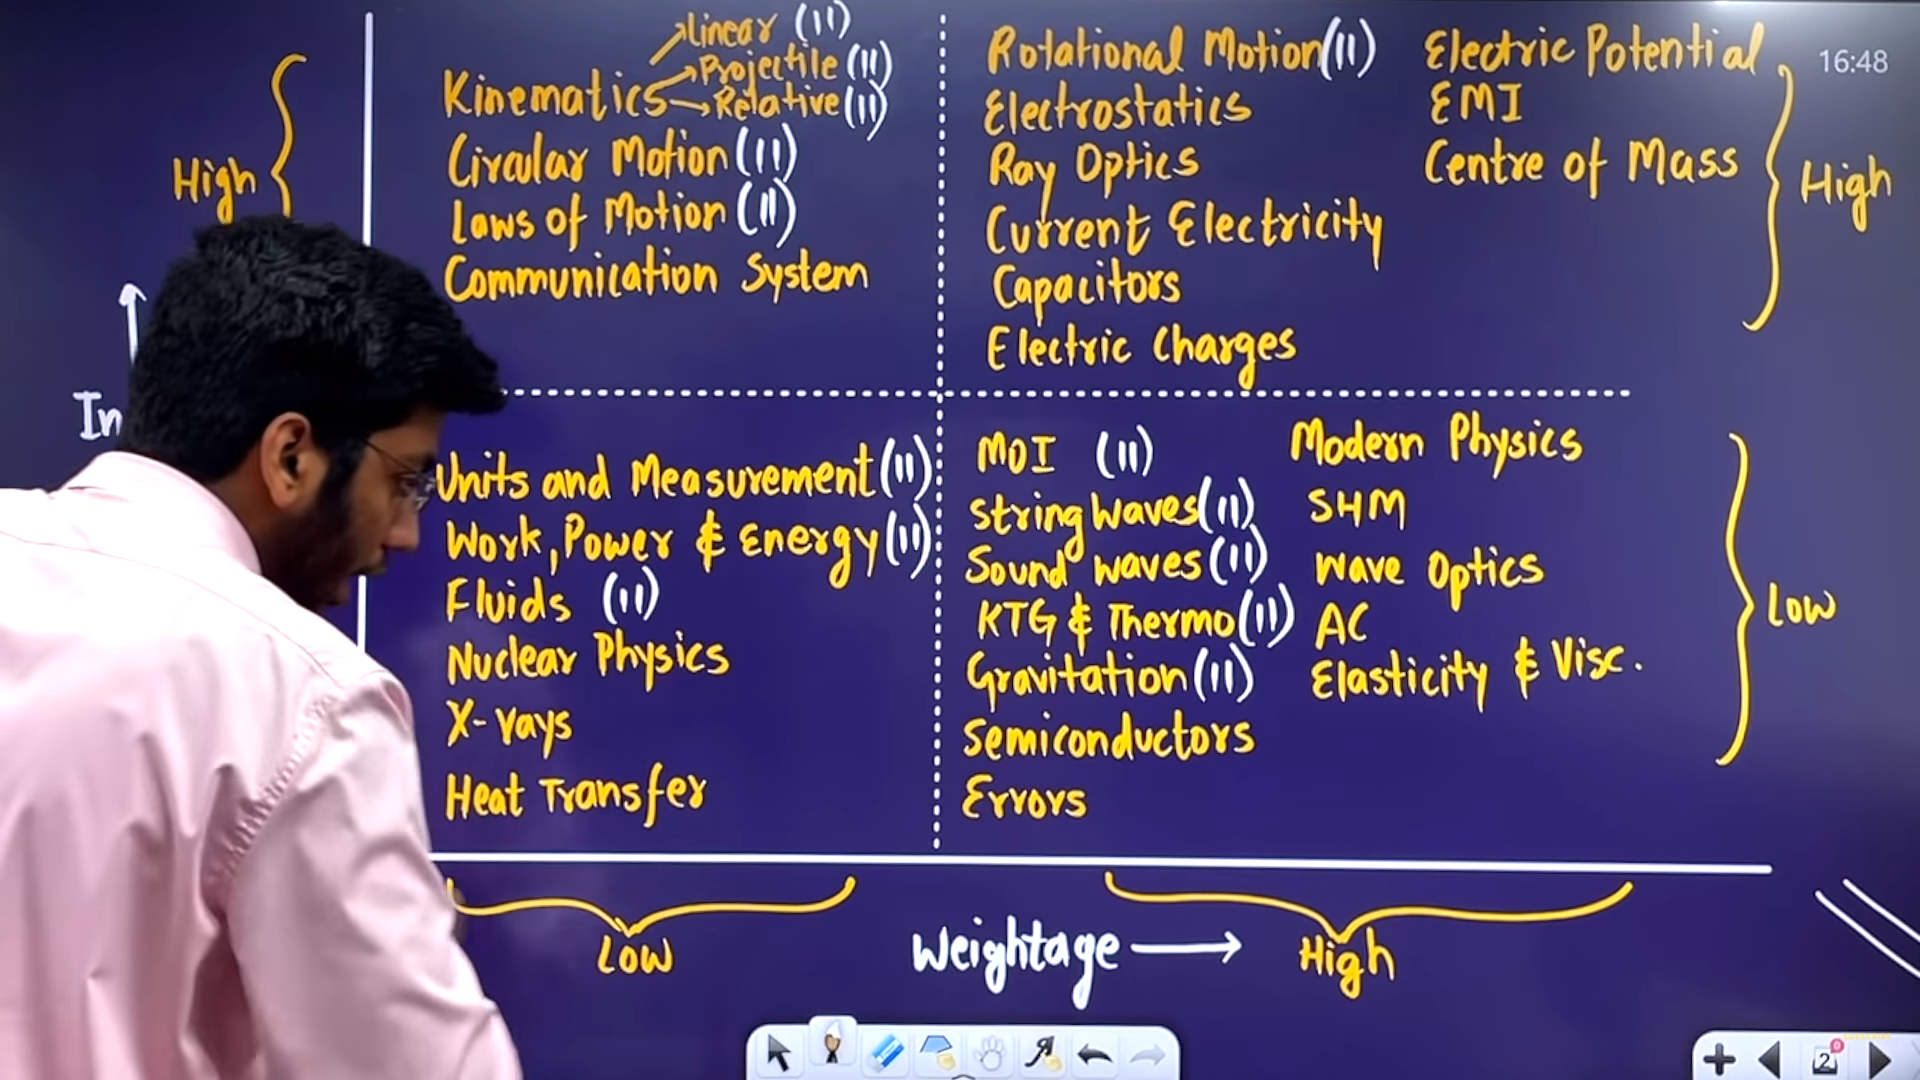 Linear (11)
Kinematics Projectile (11)
Relative (11)
Circular Motion (11)
Laws of Motion (11)
Communication System
High
Rotational Motion (11)
Electrostatics
Ray Optics
Current Electricity
Capacitors
Electric Charges
Electric Potential
EMI
Centre of Mass
High
16:48
In
Units and Measurement (11)
Work, Power & Energy (11)
Fluids (11)
Nuclear Physics
X-rays
Heat Transfer
MOI (11)
String Waves (11)
Sound Waves (11)
KTG & Thermo (11)
Gravitation (11)
Semiconductors
Errors
Modern Physics
SHM
Wave Optics
AC
Elasticity & Visc.
Low
Low
Weightage
High
2